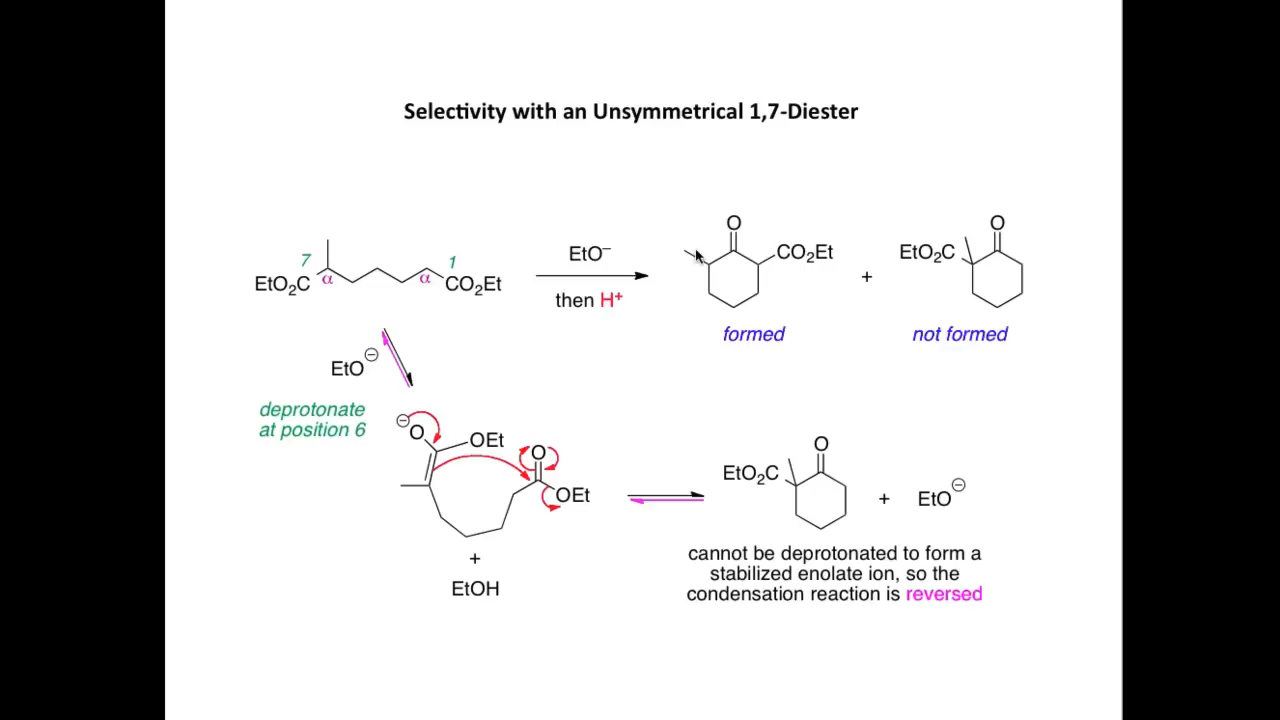 Selectivity with an Unsymmetrical 1,7-Diester
7
1
EtO₂C
α
α
CO₂Et
EtO⁻
then H⁺
O
CO₂Et
formed
+
EtO₂C
O
not formed
EtO⊖
deprotonate
at position 6
⊖
O
OEt
O
OEt
+
EtOH
EtO₂C
O
+
EtO⊖
cannot be deprotonated to form a
stabilized enolate ion, so the
condensation reaction is reversed